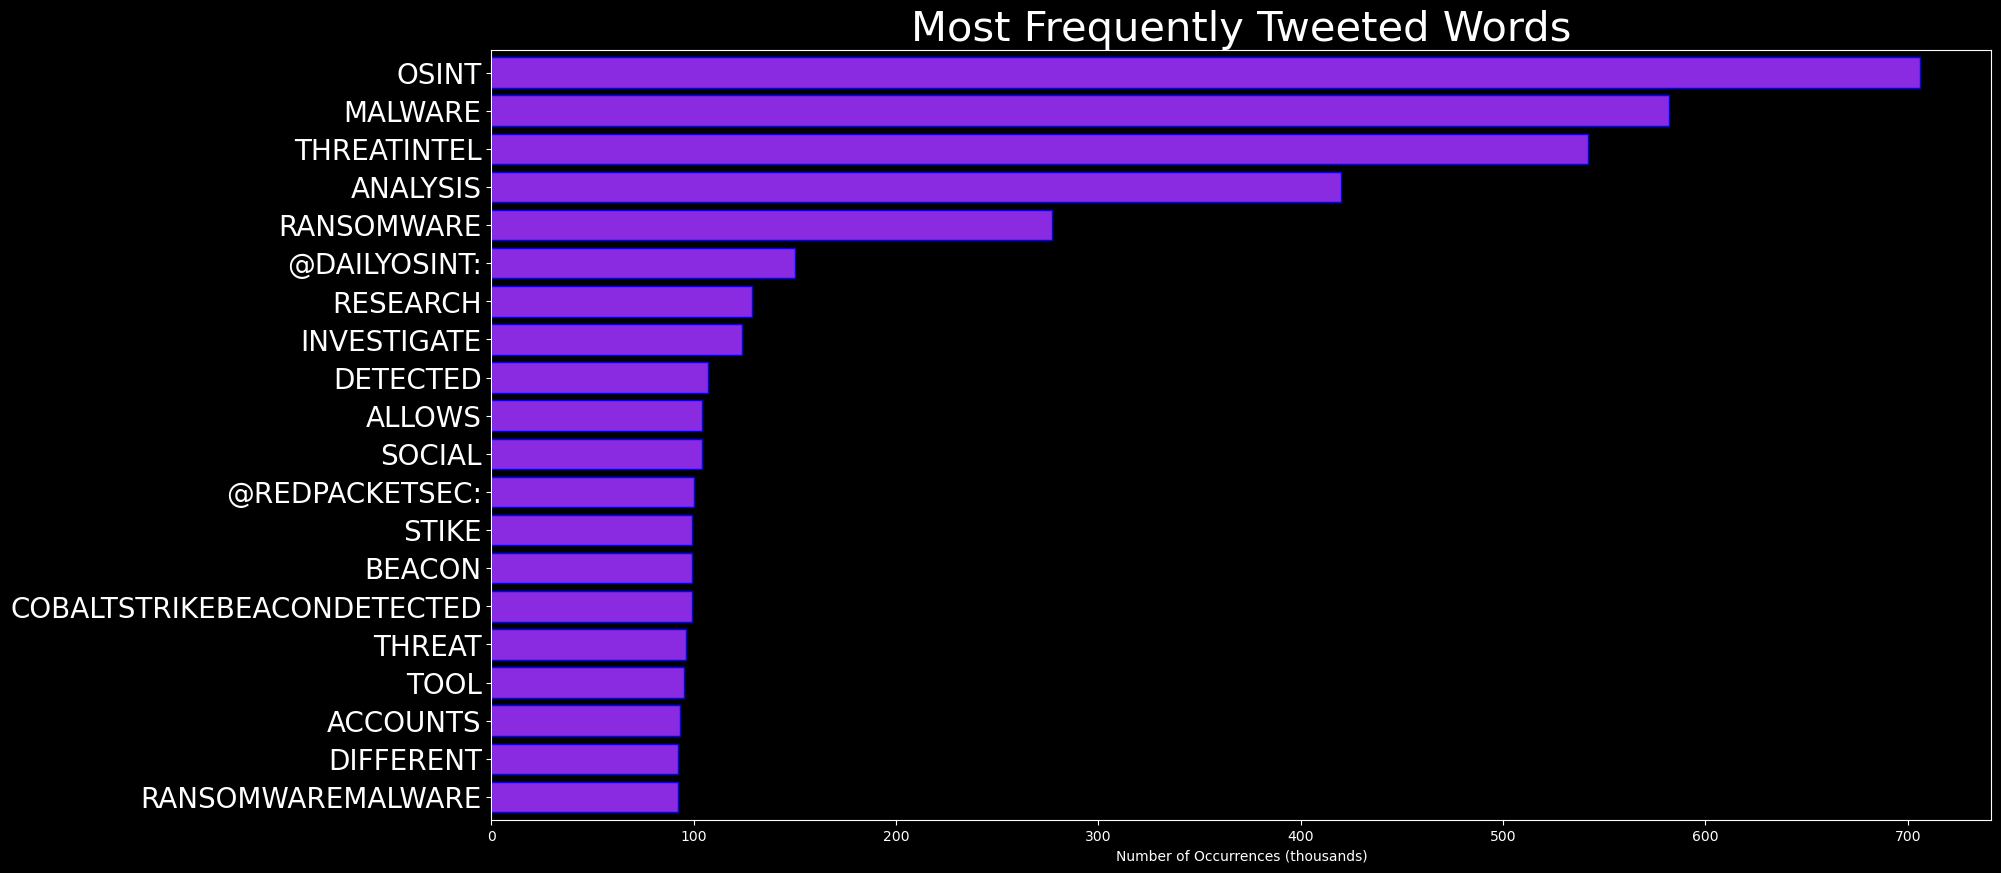 Most Frequently Tweeted Words
OSINT
MALWARE
THREATINTEL
ANALYSIS
RANSOMWARE
@DAILYOSINT:
RESEARCH
INVESTIGATE
DETECTED
ALLOWS
SOCIAL
@REDPACKETSEC:
STIKE
BEACON
COBALTSTRIKEBEACONDETECTED
THREAT
TOOL
ACCOUNTS
DIFFERENT
RANSOMWAREMALWARE
0 100 200 300 400 500 600 700
Number of Occurrences (thousands)